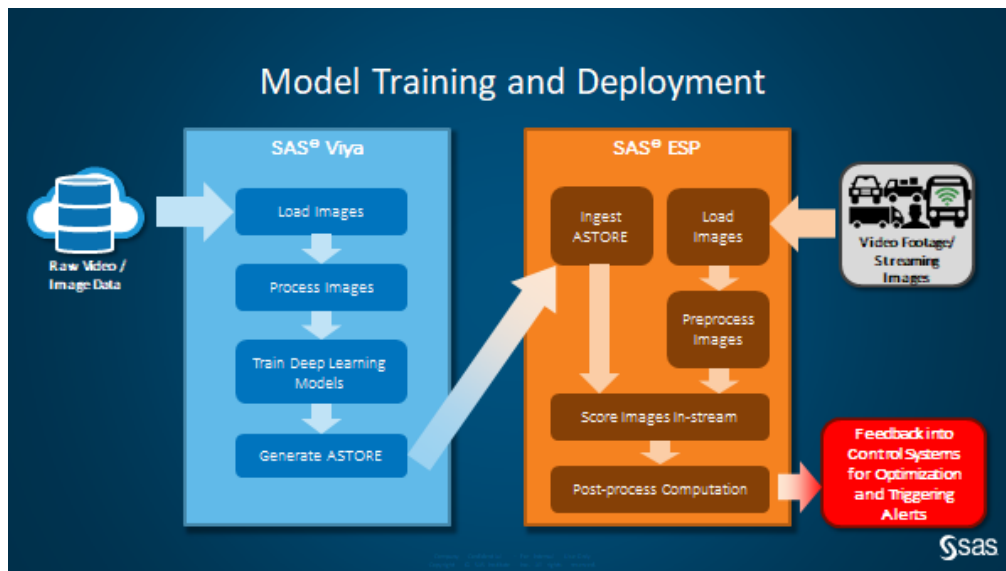 Model Training and Deployment
SAS® Viya
Raw Video /
Image Data
Load Images
Process Images
Train Deep Learning
Models
Generate ASTORE
SAS® ESP
Ingest
ASTORE
Load
Images
Preprocess
Images
Score Images In-stream
Post-process Computation
Video Footage/
Streaming
Images
Feedback into
Control Systems
for Optimization
and Triggering
Alerts
sas